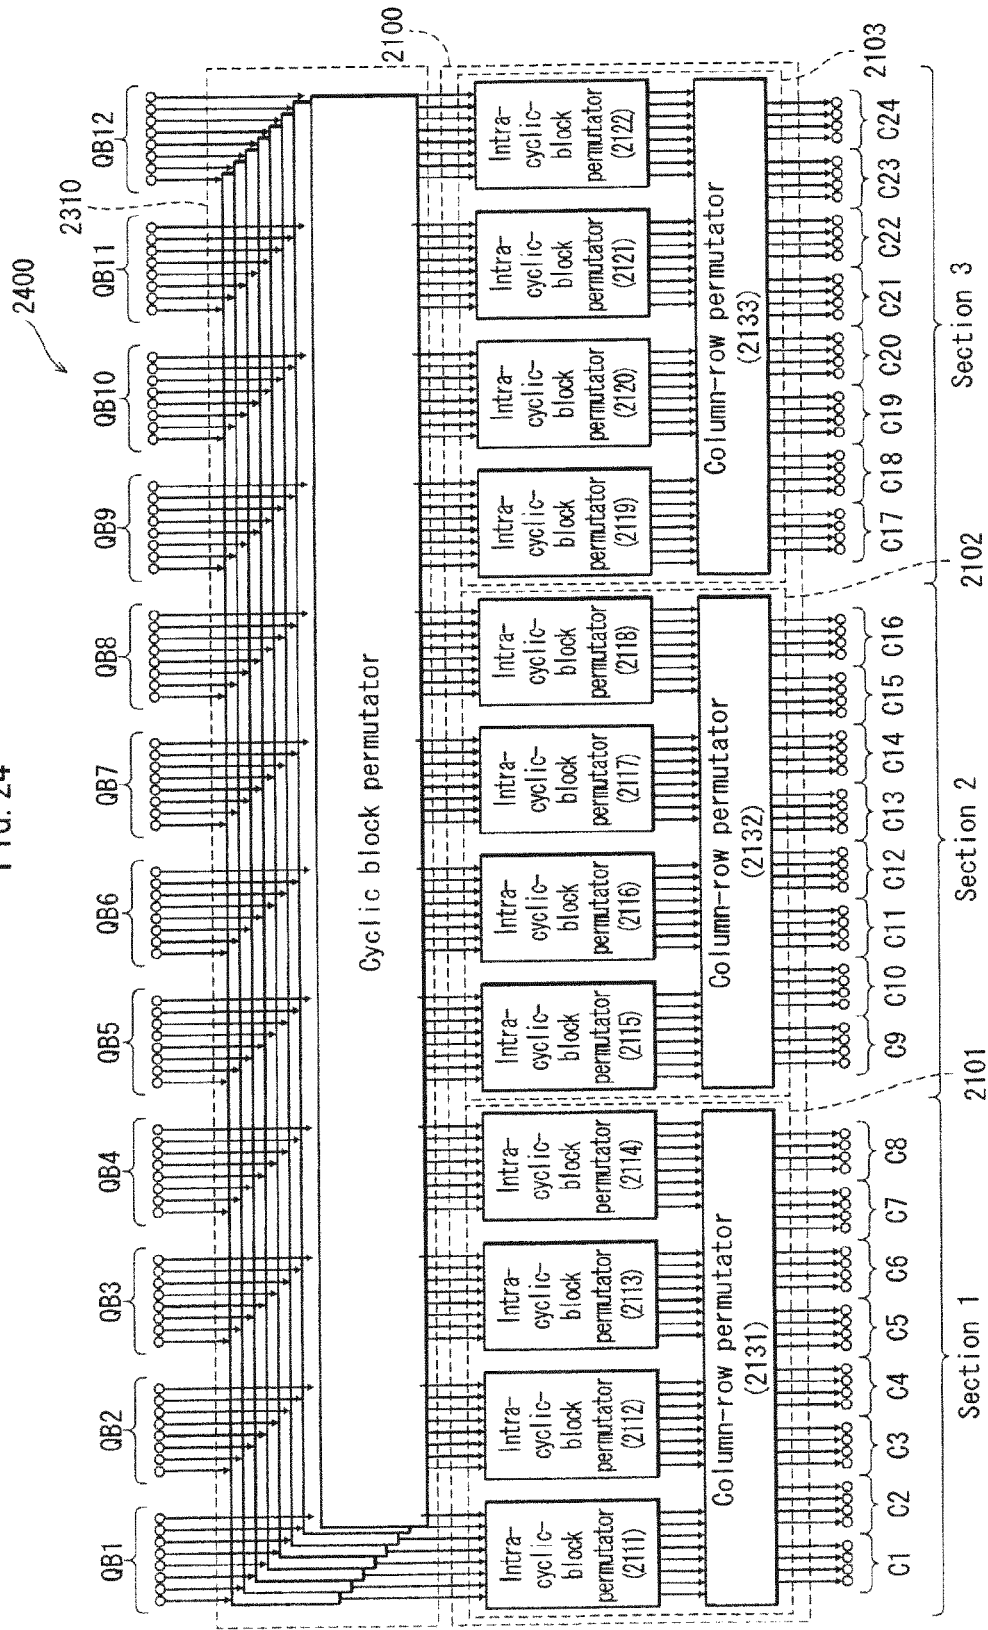 FIG. 24
2400
QB1 QB2 QB3 QB4 QB5 QB6 QB7 QB8 QB9 QB10 QB11 QB12
2310
Cyclic block permutator
2100
Intra-
cyclic-
block
permutator
(2111)
Intra-
cyclic-
block
permutator
(2112)
Intra-
cyclic-
block
permutator
(2113)
Intra-
cyclic-
block
permutator
(2114)
Intra-
cyclic-
block
permutator
(2115)
Intra-
cyclic-
block
permutator
(2116)
Intra-
cyclic-
block
permutator
(2117)
Intra-
cyclic-
block
permutator
(2118)
Intra-
cyclic-
block
permutator
(2119)
Intra-
cyclic-
block
permutator
(2120)
Intra-
cyclic-
block
permutator
(2121)
Intra-
cyclic-
block
permutator
(2122)
Column-row permutator
(2131)
Column-row permutator
(2132)
Column-row permutator
(2133)
2101
2102
2103
C1 C2 C3 C4 C5 C6 C7 C8 C9 C10 C11 C12 C13 C14 C15 C16 C17 C18 C19 C20 C21 C22 C23 C24
Section 1
Section 2
Section 3